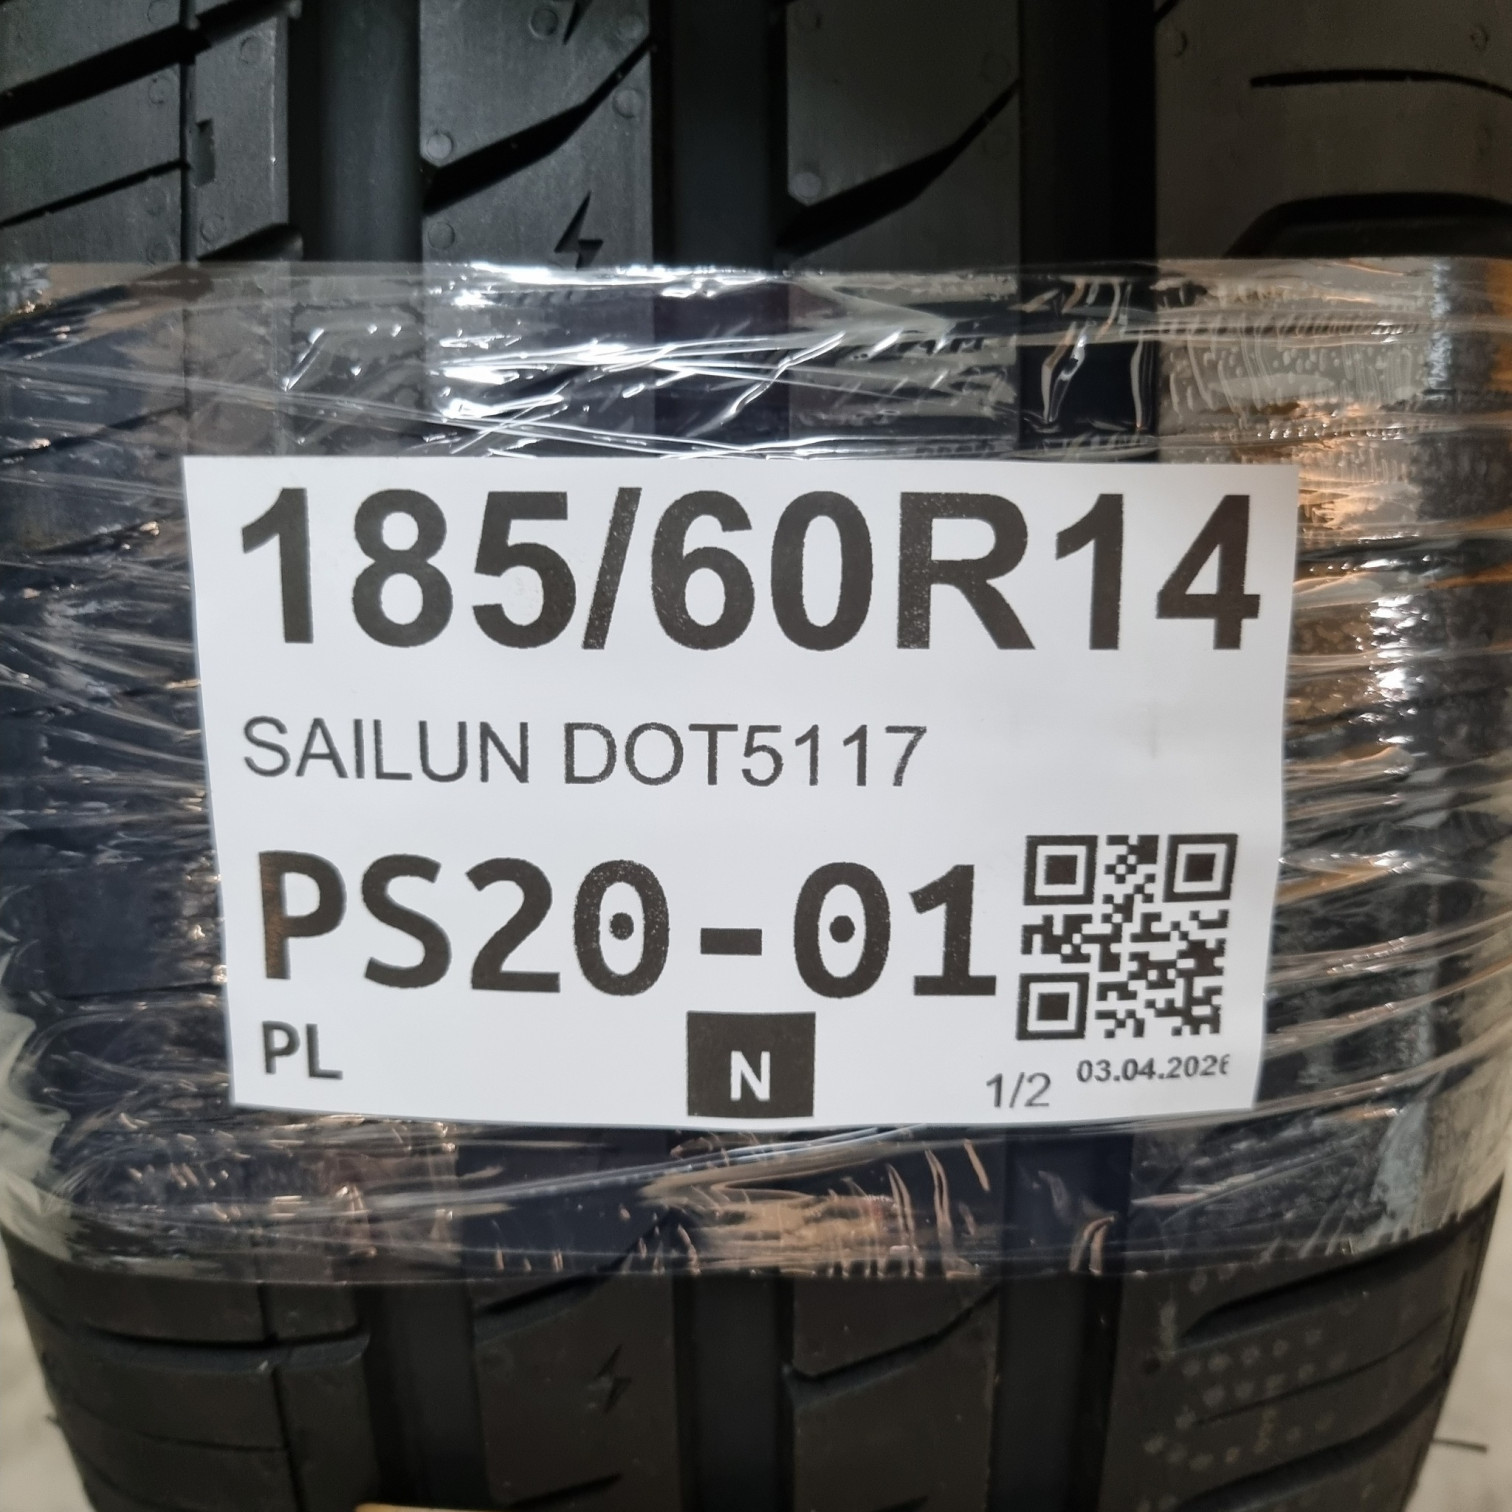 185/60R14
SAILUN DOT5117
PS20-01
PL
N
1/2 03.04.2026